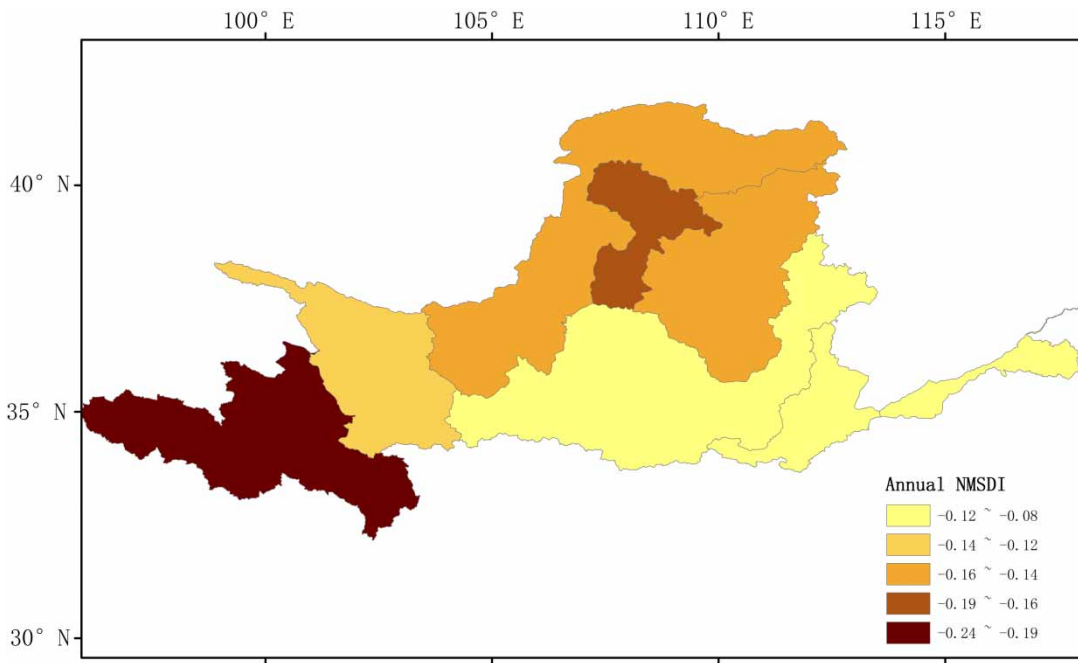 100° E 105° E 110° E 115° E
40° N
35° N
30° N
Annual NMSDI
-0.12 ~ -0.08
-0.14 ~ -0.12
-0.16 ~ -0.14
-0.19 ~ -0.16
-0.24 ~ -0.19